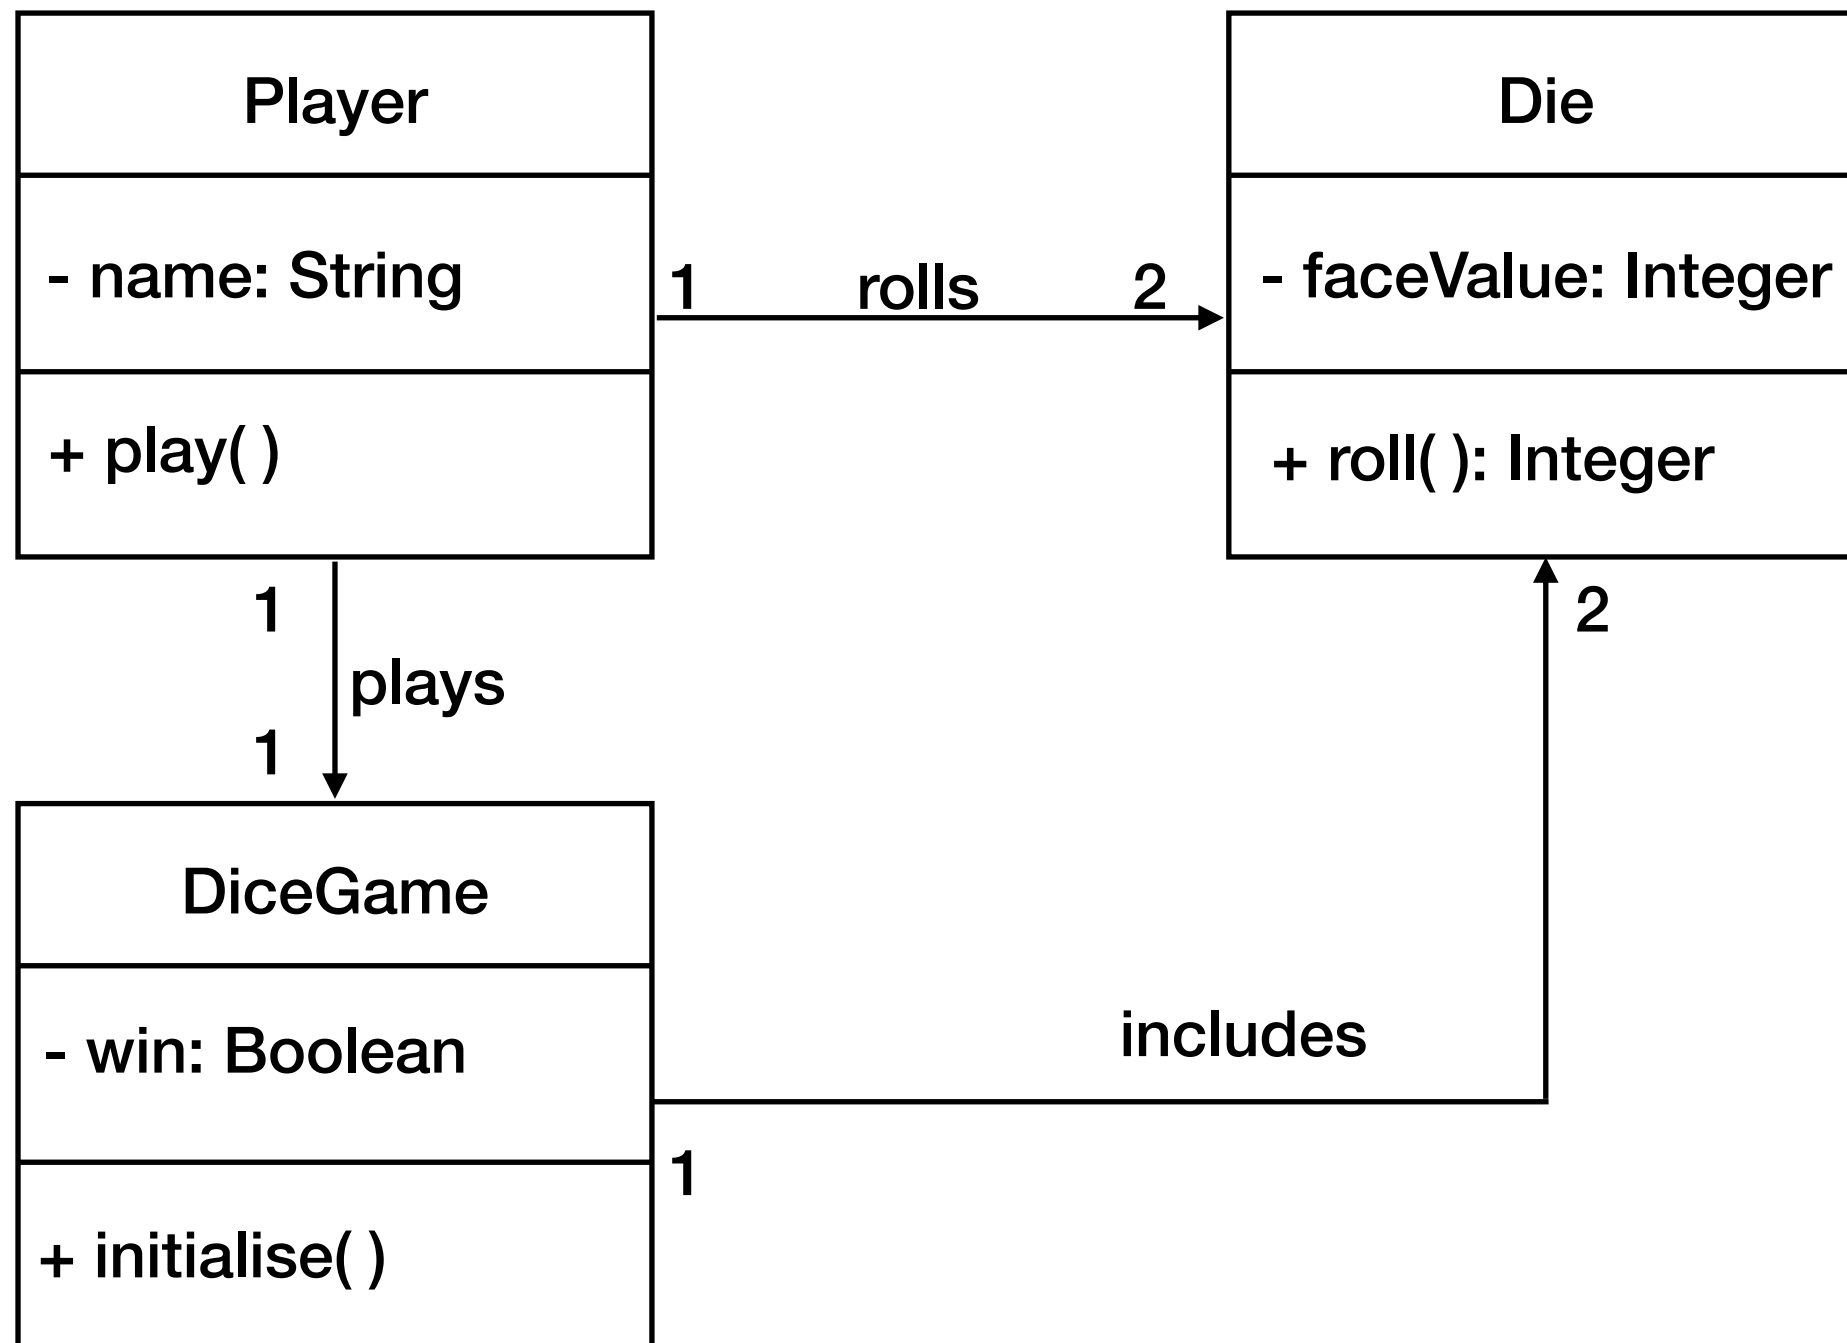 Player
- name: String
+ play( )
1 rolls 2
Die
- faceValue: Integer
+ roll( ): Integer
1
plays
1
2
DiceGame
- win: Boolean
+ initialise( )
1
includes